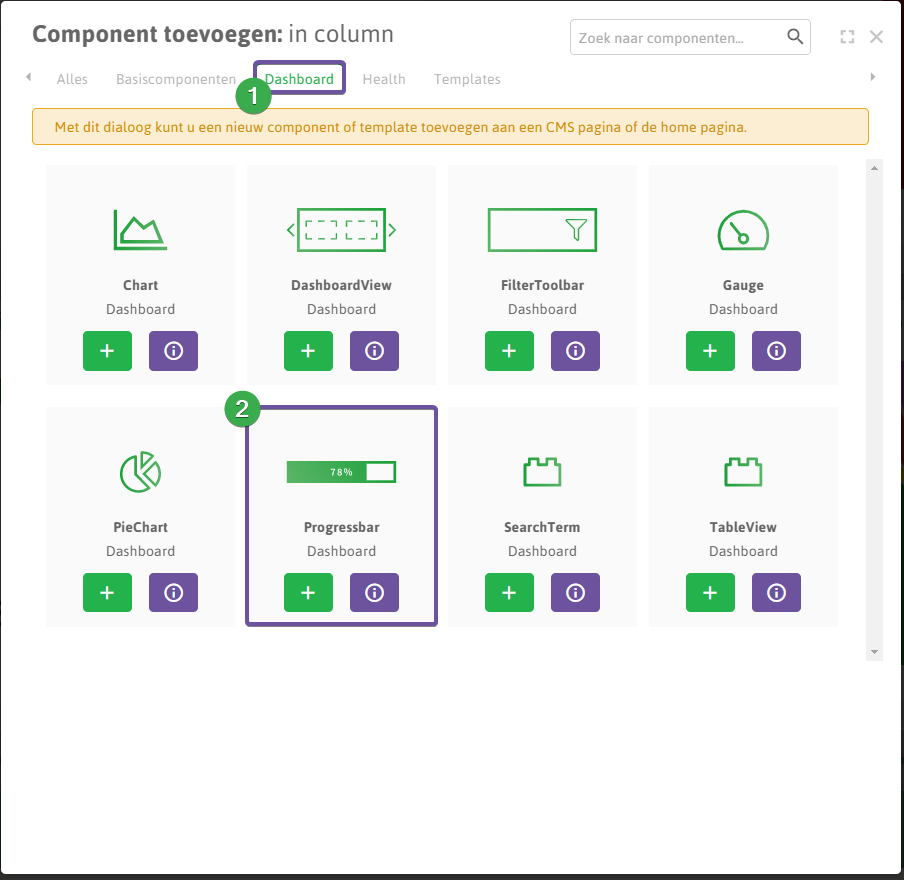 Component toevoegen: in column
Zoek naar componenten...
Alles Basiscomponenten Dashboard Health Templates
1
Met dit dialoog kunt u een nieuw component of template toevoegen aan een CMS pagina of de home pagina.
Chart DashboardView FilterToolbar Gauge
Dashboard Dashboard Dashboard Dashboard
2
78%
PieChart Progressbar SearchTerm TableView
Dashboard Dashboard Dashboard Dashboard